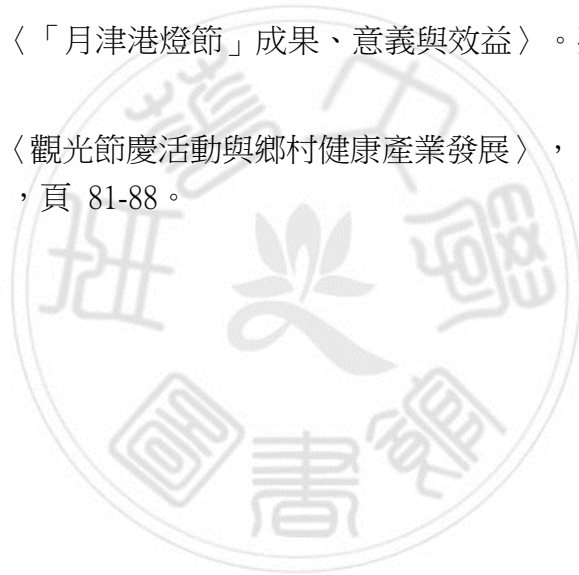 〈「月津港燈節」成果、意義與效益〉。
〈觀光節慶活動與鄉村健康產業發展〉，
，頁 81-88。